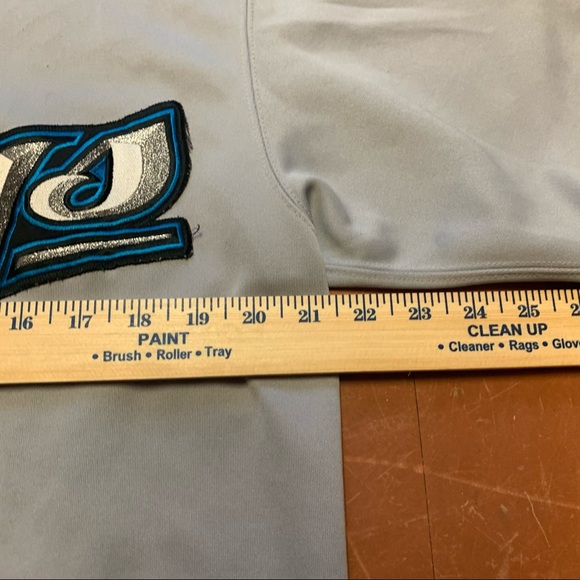 16 17 18 19 20 21 22 23 24 25
PAINT CLEAN UP
• Brush • Roller • Tray • Cleaner • Rags •